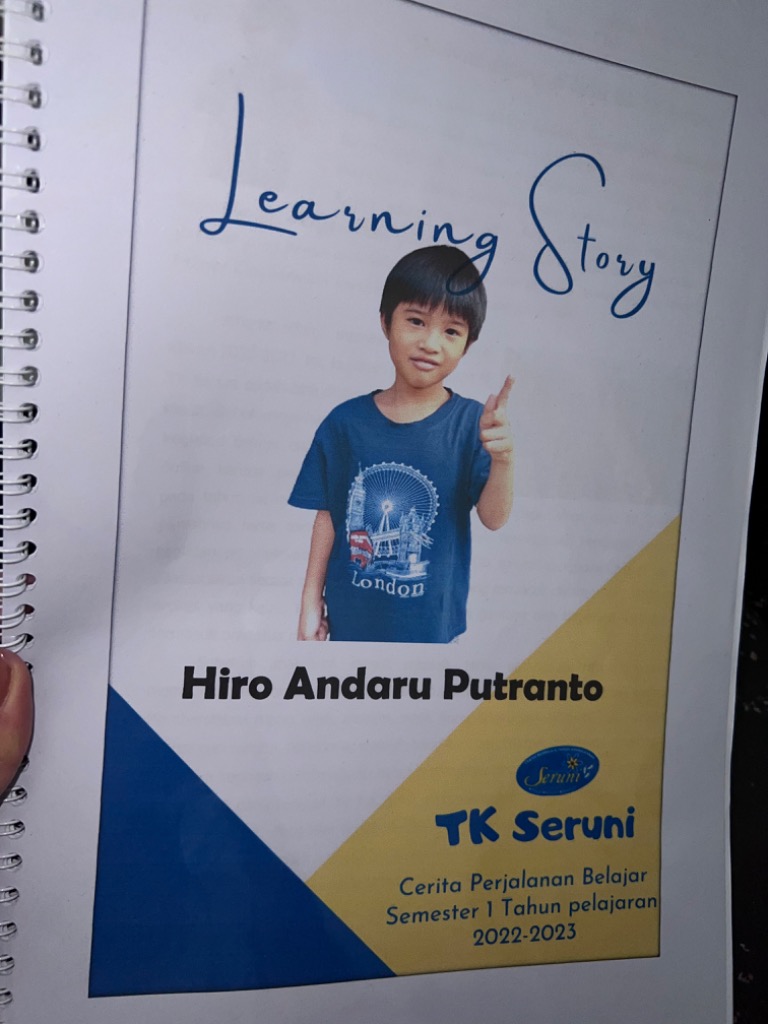 Learning Story
London
Hiro Andaru Putranto
Seruni
TK Seruni
Cerita Perjalanan Belajar
Semester 1 Tahun pelajaran
2022-2023